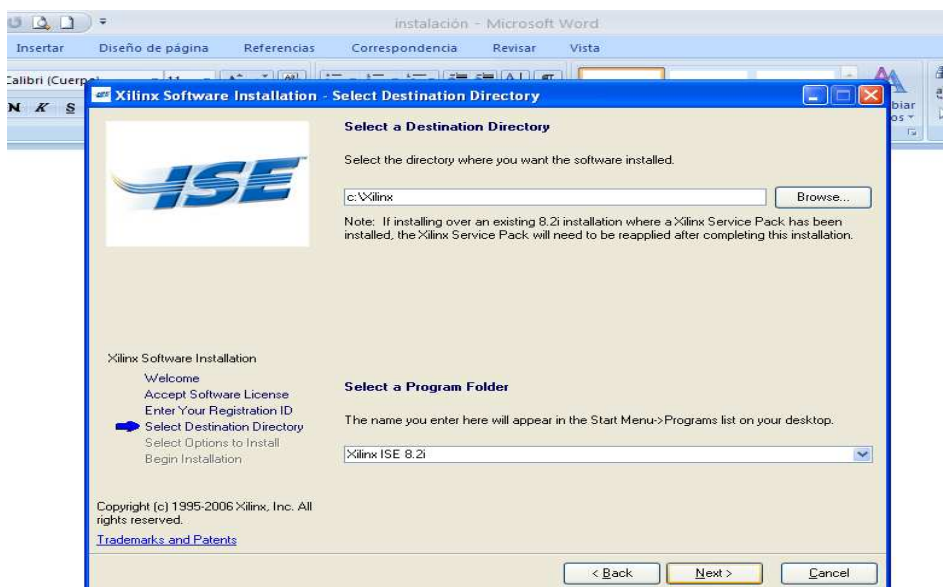 instalación - Microsoft Word
Insertar Diseño de página Referencias Correspondencia Revisar Vista
N K S
Xilinx Software Installation - Select Destination Directory
ISE
Select a Destination Directory
Select the directory where you want the software installed.
c:\Xilinx
Browse...
Note: If installing over an existing 8.2i installation where a Xilinx Service Pack has been
installed, the Xilinx Service Pack will need to be reapplied after completing this installation.
Xilinx Software Installation
Welcome
Accept Software License
Enter Your Registration ID
Select Destination Directory
Select Options to Install
Begin Installation
Select a Program Folder
The name you enter here will appear in the Start Menu->Programs list on your desktop.
Xilinx ISE 8.2i
Copyright (c) 1995-2006 Xilinx, Inc. All
rights reserved.
Trademarks and Patents
< Back Next > Cancel